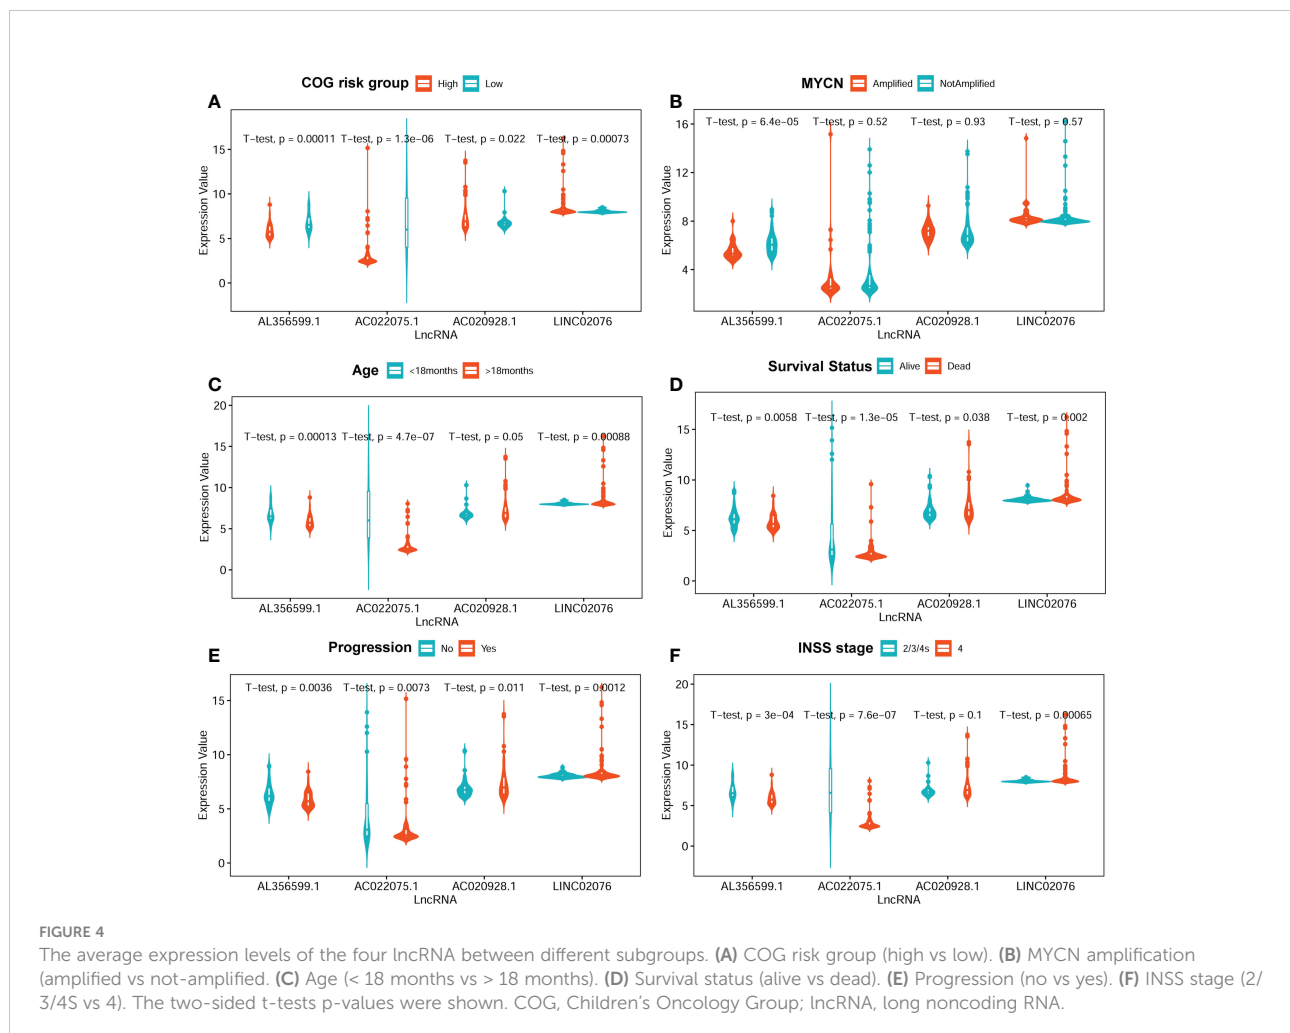 COG risk group High Low
A
T-test, p = 0.00011 T-test, p = 1.3e-06 T-test, p = 0.022 T-test, p = 0.00073
15
10
5
0
Expression Value
AL356599.1 AC022075.1 AC020928.1 LINC02076
LncRNA
MYCN Amplified NotAmplified
B
T-test, p = 6.4e-05 T-test, p = 0.52 T-test, p = 0.93 T-test, p = 0.57
16
12
8
4
Expression Value
AL356599.1 AC022075.1 AC020928.1 LINC02076
LncRNA
Age <18months >18months
C
20
T-test, p = 0.00013 T-test, p = 4.7e-07 T-test, p = 0.05 T-test, p = 0.00088
15
10
5
0
Expression Value
AL356599.1 AC022075.1 AC020928.1 LINC02076
LncRNA
Survival Status Alive Dead
D
T-test, p = 0.0058 T-test, p = 1.3e-05 T-test, p = 0.038 T-test, p = 0.002
15
10
5
0
Expression Value
AL356599.1 AC022075.1 AC020928.1 LINC02076
LncRNA
Progression No Yes
E
T-test, p = 0.0036 T-test, p = 0.0073 T-test, p = 0.011 T-test, p = 0.0012
15
10
5
0
Expression Value
AL356599.1 AC022075.1 AC020928.1 LINC02076
LncRNA
INSS stage 2/3/4s 4
F
20
T-test, p = 3e-04 T-test, p = 7.6e-07 T-test, p = 0.1 T-test, p = 0.00065
15
10
5
0
Expression Value
AL356599.1 AC022075.1 AC020928.1 LINC02076
LncRNA
FIGURE 4
The average expression levels of the four lncRNA between different subgroups. (A) COG risk group (high vs low). (B) MYCN amplification
(amplified vs not-amplified. (C) Age (< 18 months vs > 18 months). (D) Survival status (alive vs dead). (E) Progression (no vs yes). (F) INSS stage (2/
3/4S vs 4). The two-sided t-tests p-values were shown. COG, Children's Oncology Group; lncRNA, long noncoding RNA.